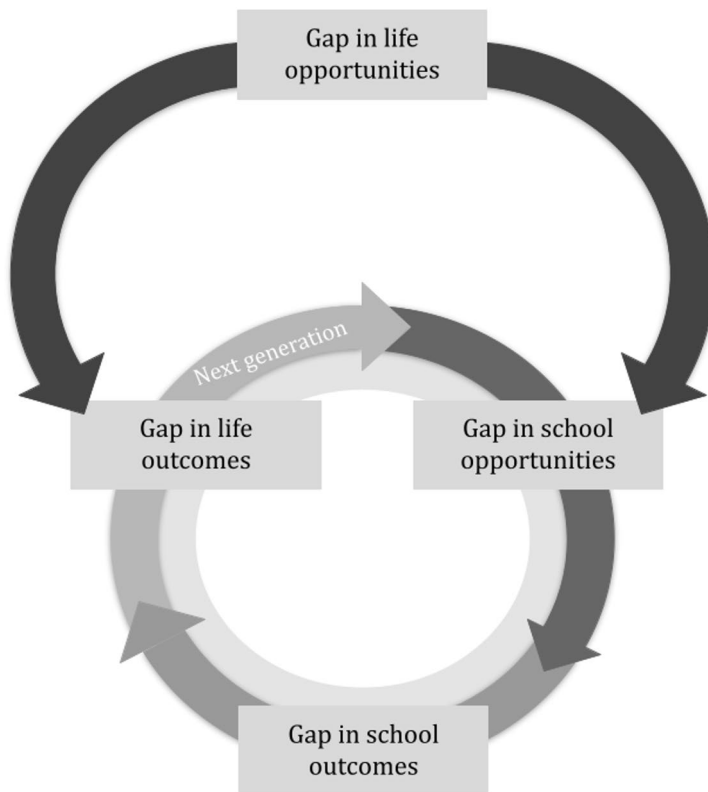 Gap in life
opportunities
Next generation
Gap in life
outcomes
Gap in school
opportunities
Gap in school
outcomes